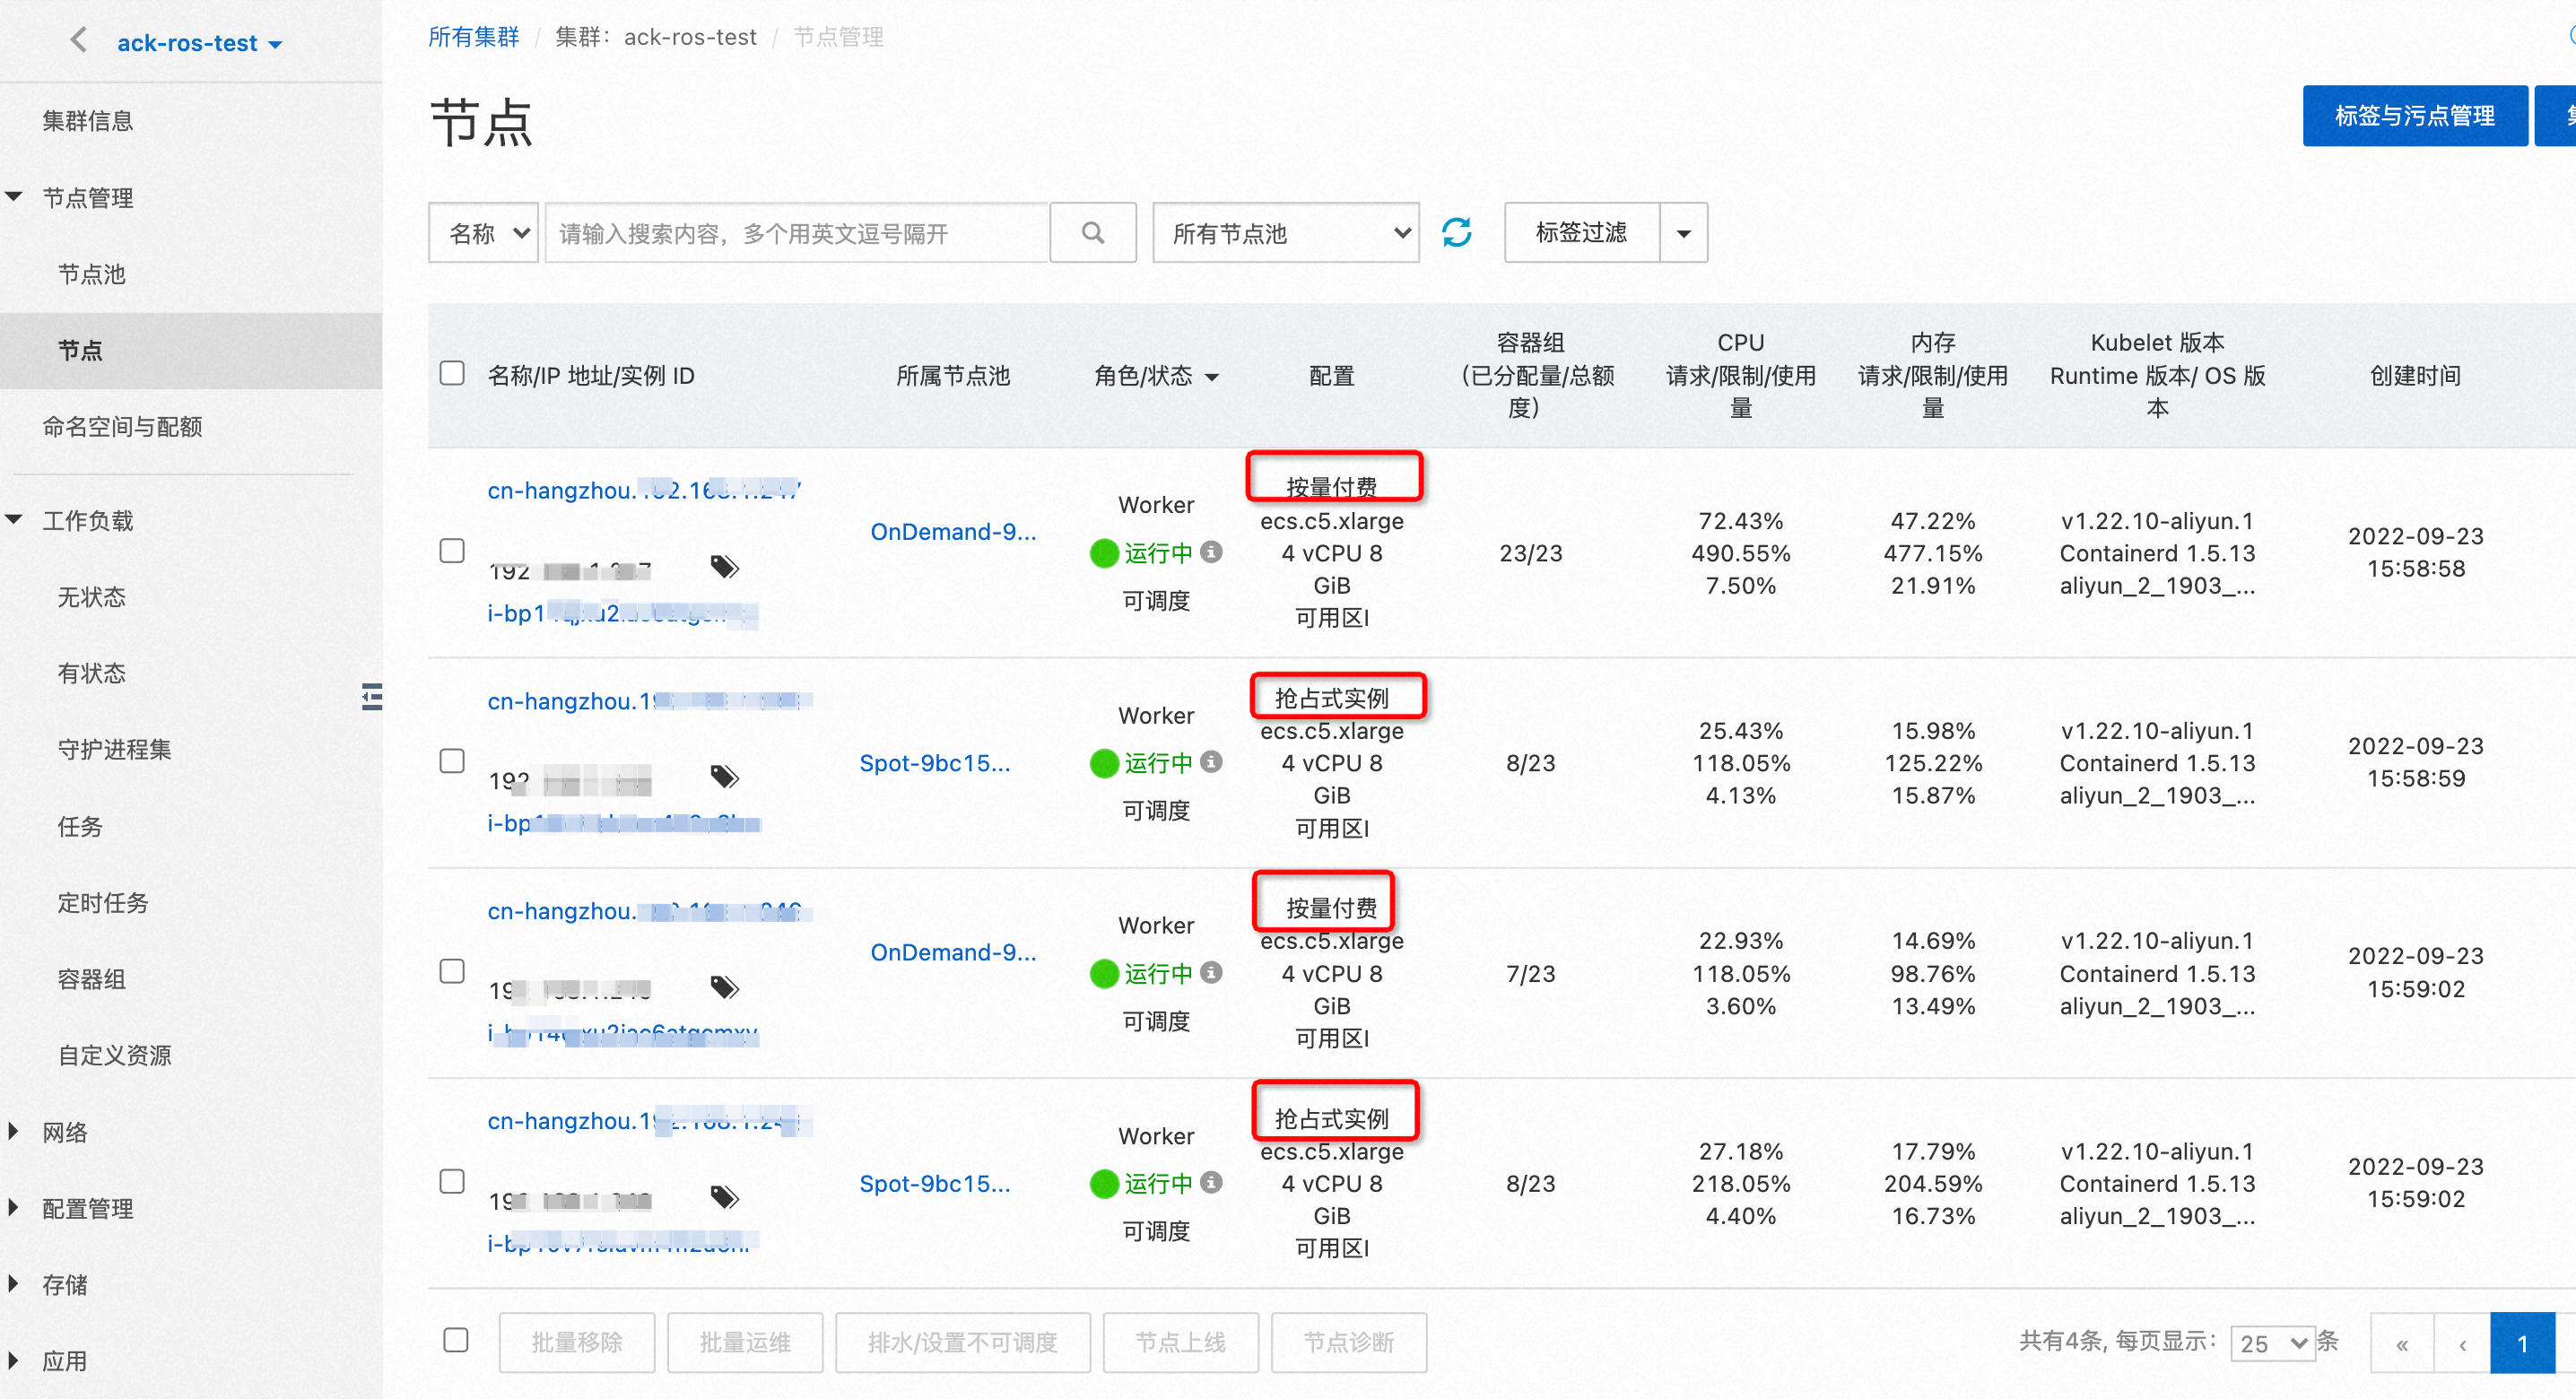 ack-ros-test
所有集群 / 集群：ack-ros-test / 节点管理
集群信息
节点管理
节点池
节点
命名空间与配额
工作负载
无状态
有状态
守护进程集
任务
定时任务
容器组
自定义资源
网络
配置管理
存储
应用
节点
标签与污点管理
名称
请输入搜索内容，多个用英文逗号隔开
所有节点池
标签过滤
名称/IP 地址/实例 ID
所属节点池
角色/状态
配置
容器组
（已分配量/总额
度）
CPU
请求/限制/使用
量
内存
请求/限制/使用
量
Kubelet 版本
Runtime 版本/ OS 版
本
创建时间
cn-hangzhou.
192
i-bp1
OnDemand-9...
Worker
运行中
可调度
按量付费
ecs.c5.xlarge
4 vCPU 8
GiB
可用区I
23/23
72.43%
490.55%
7.50%
47.22%
477.15%
21.91%
v1.22.10-aliyun.1
Containerd 1.5.13
aliyun_2_1903_...
2022-09-23
15:58:58
cn-hangzhou.
192
i-bp
Spot-9bc15...
Worker
运行中
可调度
抢占式实例
ecs.c5.xlarge
4 vCPU 8
GiB
可用区I
8/23
25.43%
118.05%
4.13%
15.98%
125.22%
15.87%
v1.22.10-aliyun.1
Containerd 1.5.13
aliyun_2_1903_...
2022-09-23
15:58:59
cn-hangzhou.
OnDemand-9...
Worker
运行中
可调度
按量付费
ecs.c5.xlarge
4 vCPU 8
GiB
可用区I
7/23
22.93%
118.05%
3.60%
14.69%
98.76%
13.49%
v1.22.10-aliyun.1
Containerd 1.5.13
aliyun_2_1903_...
2022-09-23
15:59:02
cn-hangzhou.
Spot-9bc15...
Worker
运行中
可调度
抢占式实例
ecs.c5.xlarge
4 vCPU 8
GiB
可用区I
8/23
27.18%
218.05%
4.40%
17.79%
204.59%
16.73%
v1.22.10-aliyun.1
Containerd 1.5.13
aliyun_2_1903_...
2022-09-23
15:59:02
批量移除
批量运维
排水/设置不可调度
节点上线
节点诊断
共有4条, 每页显示： 25 条
«
‹
1